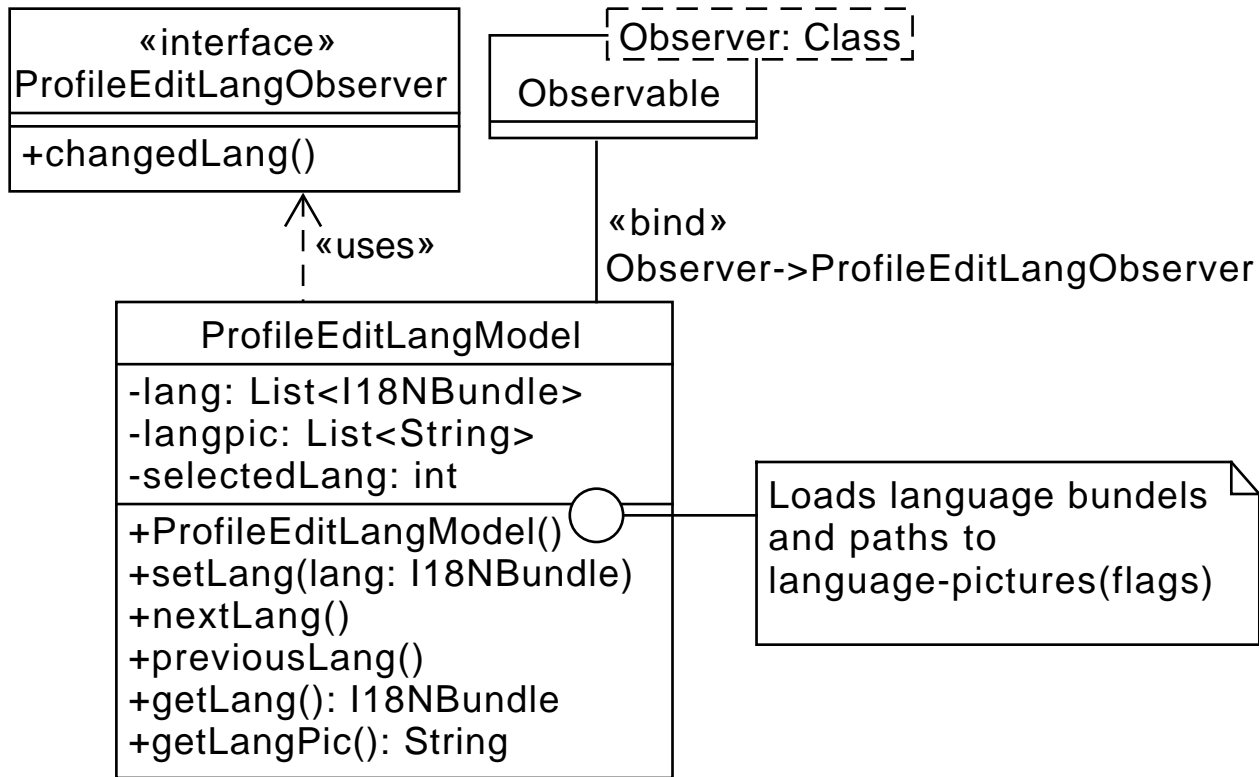 «interface»
ProfileEditLangObserver
+changedLang()
Observer: Class
Observable
«uses»
«bind»
Observer->ProfileEditLangObserver
ProfileEditLangModel
-lang: List<I18NBundle>
-langpic: List<String>
-selectedLang: int
+ProfileEditLangModel()
+setLang(lang: I18NBundle)
+nextLang()
+previousLang()
+getLang(): I18NBundle
+getLangPic(): String
Loads language bundels
and paths to
language-pictures(flags)